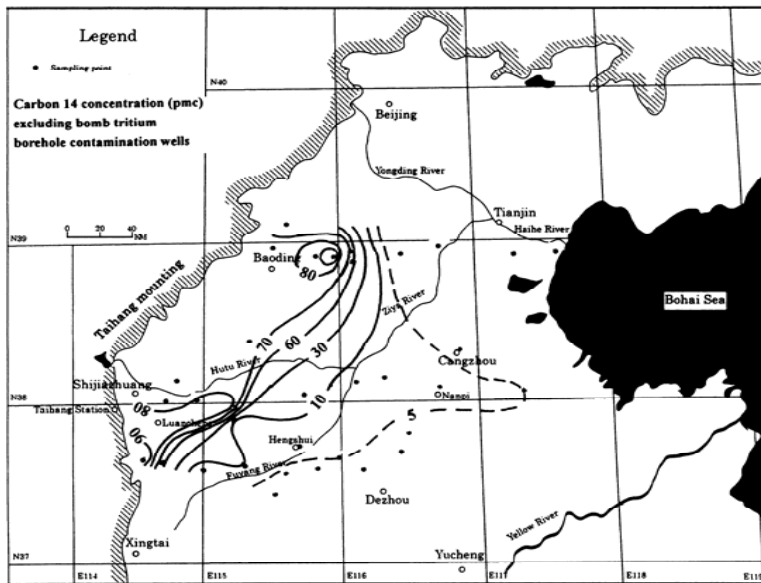 Legend
Sampling point
Carbon 14 concentration (pmc)
excluding bomb tritium
borehole contamination wells
N40
Beijing
Yongding River
Tianjin
Haihe River
0 20 40
KM
N39
Baoding
80
Taihang mounting
Ziya River
Bohai Sea
70
60
30
Hutu River
Cangzhou
Shijiazhuang
N38
80
10
Nanpi
Taihang Station
5
90
Hengshui
Fuyang River
Dezhou
Yellow River
Xingtai
Yucheng
N37
E114
E115
E116
E117
E118
E119